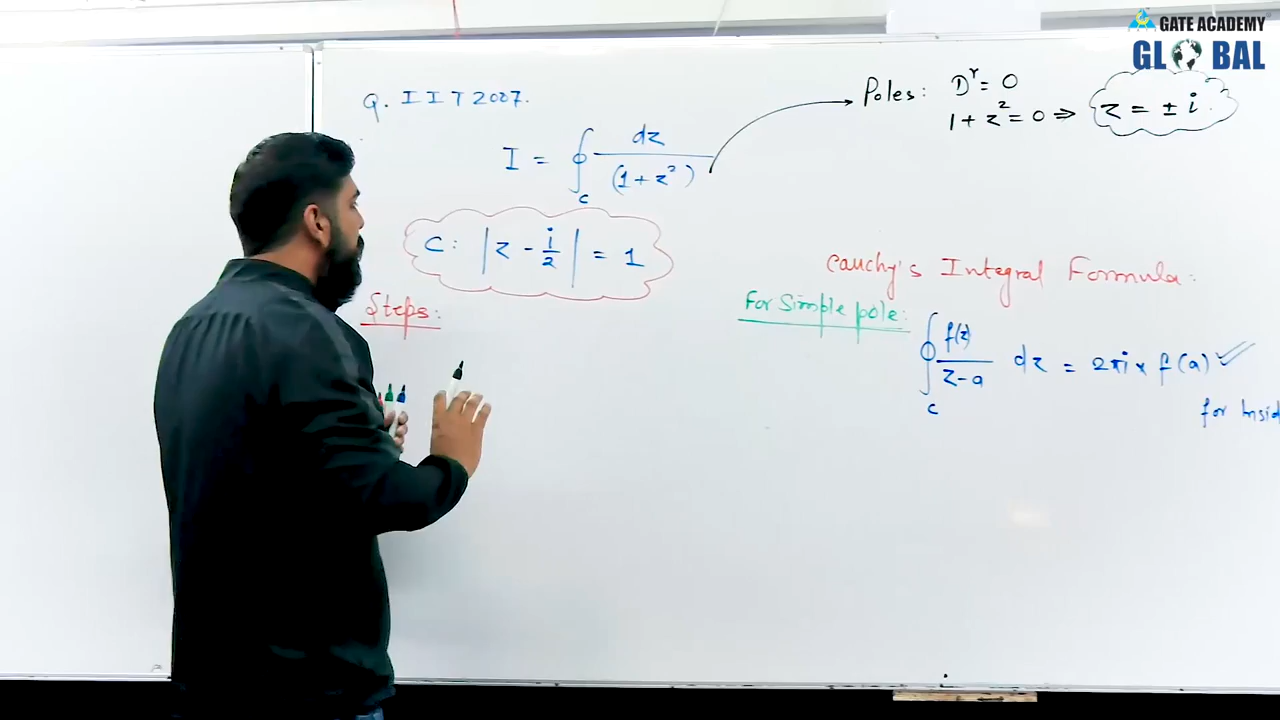 GATE ACADEMY
GLOBAL
Q. IIT 2007.
I = ∮_C dz / (1 + z²)
C: | z - i/2 | = 1
Steps:
Poles: Dʳ = 0
1 + z² = 0 ⇒ z = ± i.
Cauchy's Integral Formula:
For Simple pole:
∮_C f(z) / (z-a) dz = 2πi × f(a)
for Insid